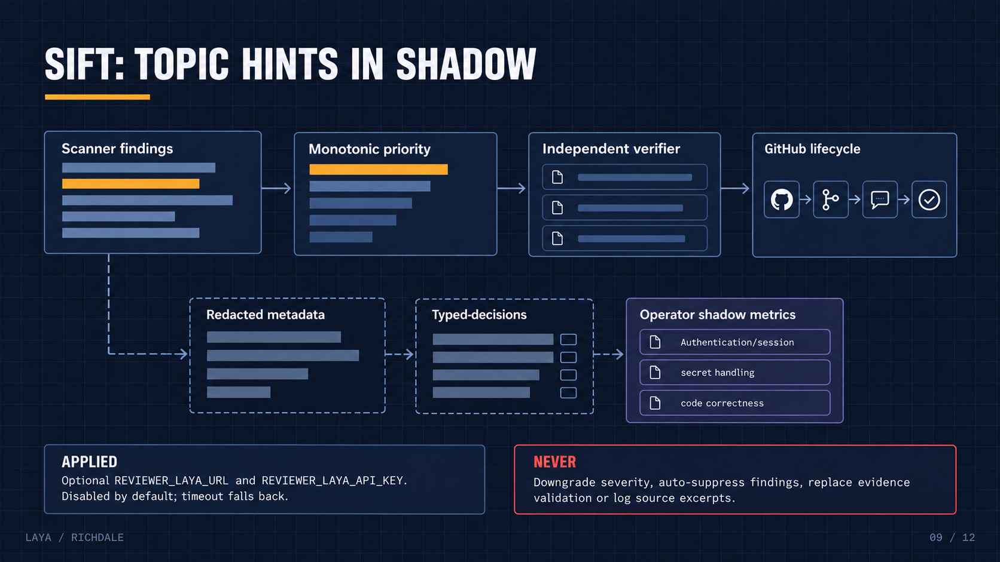 SIFT: TOPIC HINTS IN SHADOW
Scanner findings
Monotonic priority
Independent verifier
GitHub lifecycle
Redacted metadata
Typed-decisions
Operator shadow metrics
Authentication/session
secret handling
code correctness
APPLIED
Optional REVIEWER_LAYA_URL and REVIEWER_LAYA_API_KEY.
Disabled by default; timeout falls back.
NEVER
Downgrade severity, auto-suppress findings, replace evidence
validation or log source excerpts.
LAYA / RICHDALE
09 / 12